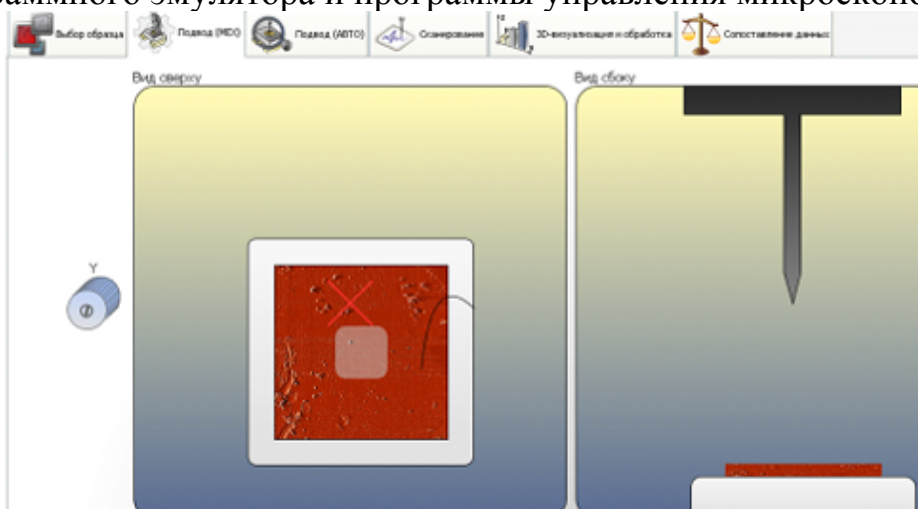 аммного эмулятора и программы управления микроско
Выбор образца Подвод (МЕХ) Подвод (АВТО) Сканирование 3D-визуализация и обработка Сопоставление данных
Вид сверху Вид сбоку
Y